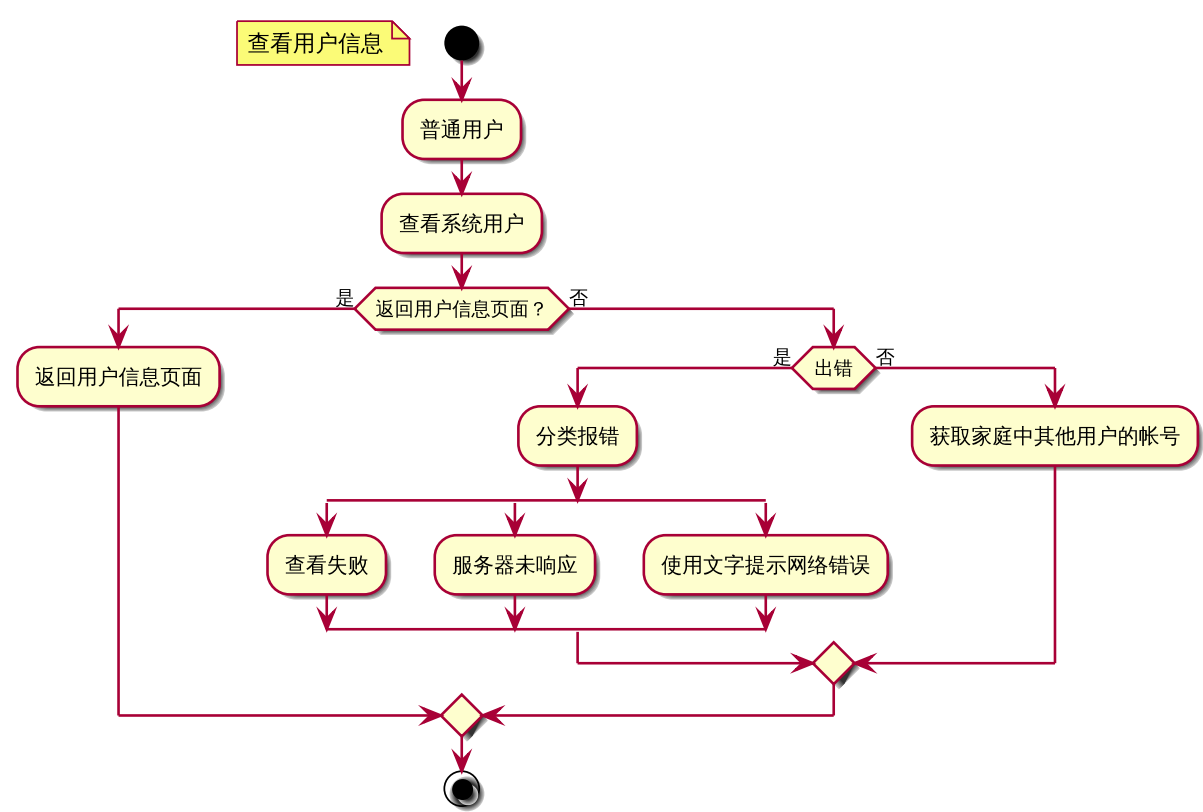 查看用户信息
普通用户
查看系统用户
是
返回用户信息页面？
否
返回用户信息页面
是
出错
否
分类报错
获取家庭中其他用户的帐号
查看失败
服务器未响应
使用文字提示网络错误